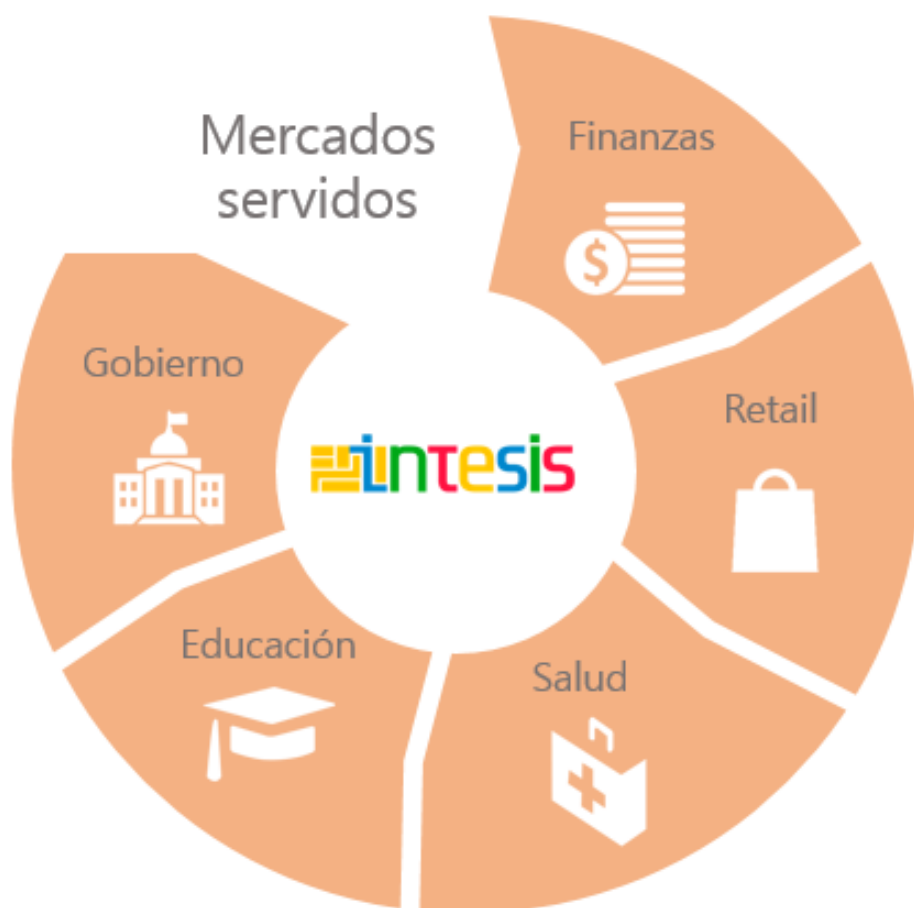 Mercados
servidos
Finanzas
$
Retail
Salud
Educación
Gobierno
intesis